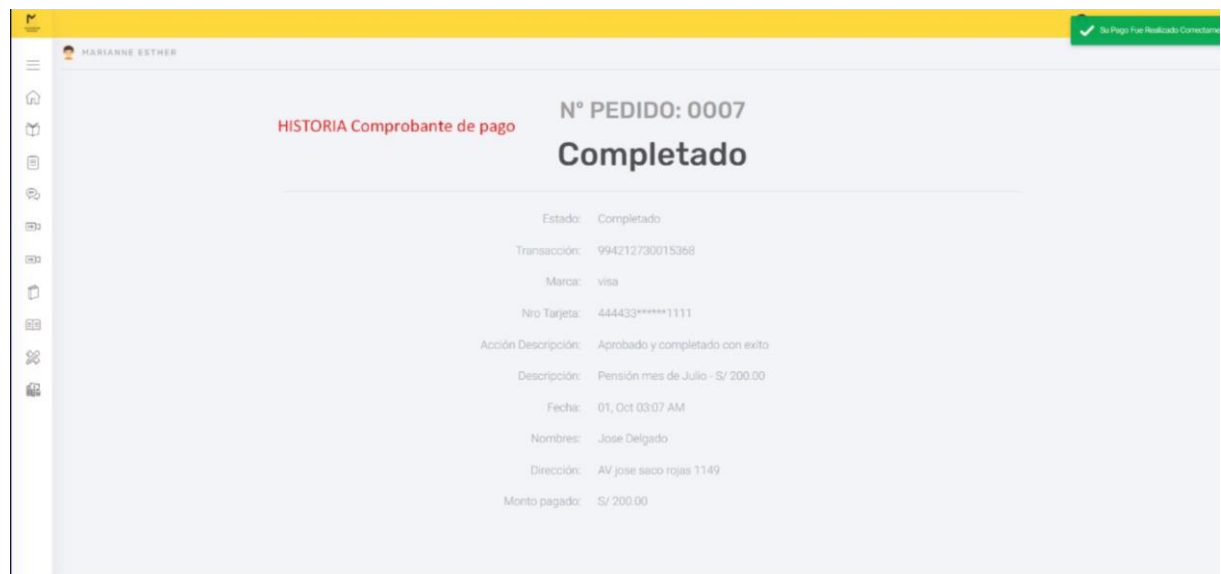 Su Pago Fue Realizado Correctame
MARIANNE ESTHER
N° PEDIDO: 0007
HISTORIA Comprobante de pago
Completado
Estado: Completado
Transacción: 994212730015368
Marca: visa
Nro Tarjeta: 444433******1111
Acción Descripción: Aprobado y completado con exito
Descripción: Pensión mes de Julio - S/ 200.00
Fecha: 01, Oct 03:07 AM
Nombres: Jose Delgado
Dirección: AV jose saco rojas 1149
Monto pagado: S/ 200.00